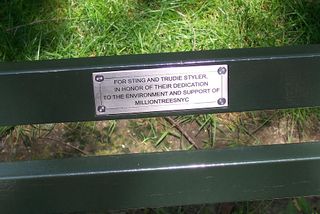 FOR STING AND TRUDIE STYLER,
IN HONOR OF THEIR DEDICATION
TO THE ENVIRONMENT AND SUPPORT OF
MILLIONTREESNYC